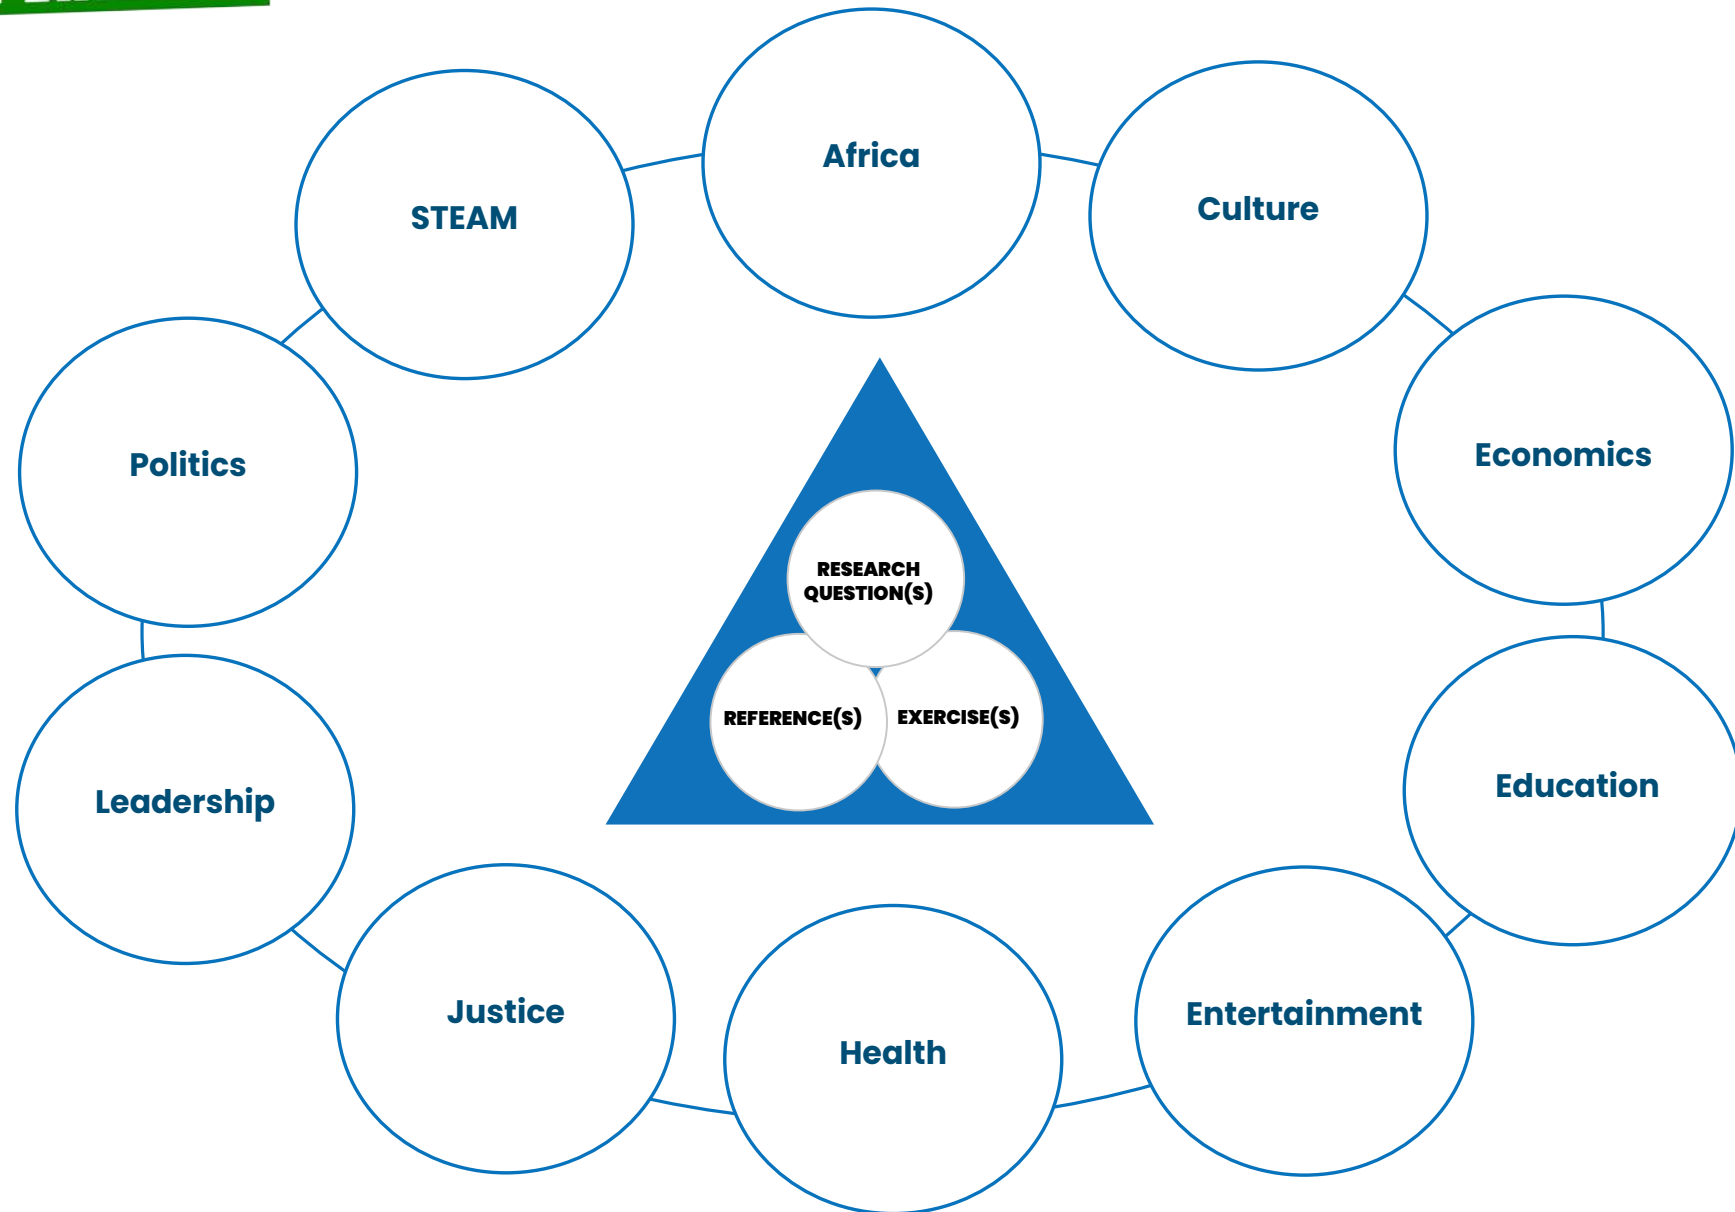 Africa
Culture
STEAM
Economics
Politics
RESEARCH
QUESTION(S)
REFERENCE(S)
EXERCISE(S)
Education
Leadership
Justice
Entertainment
Health